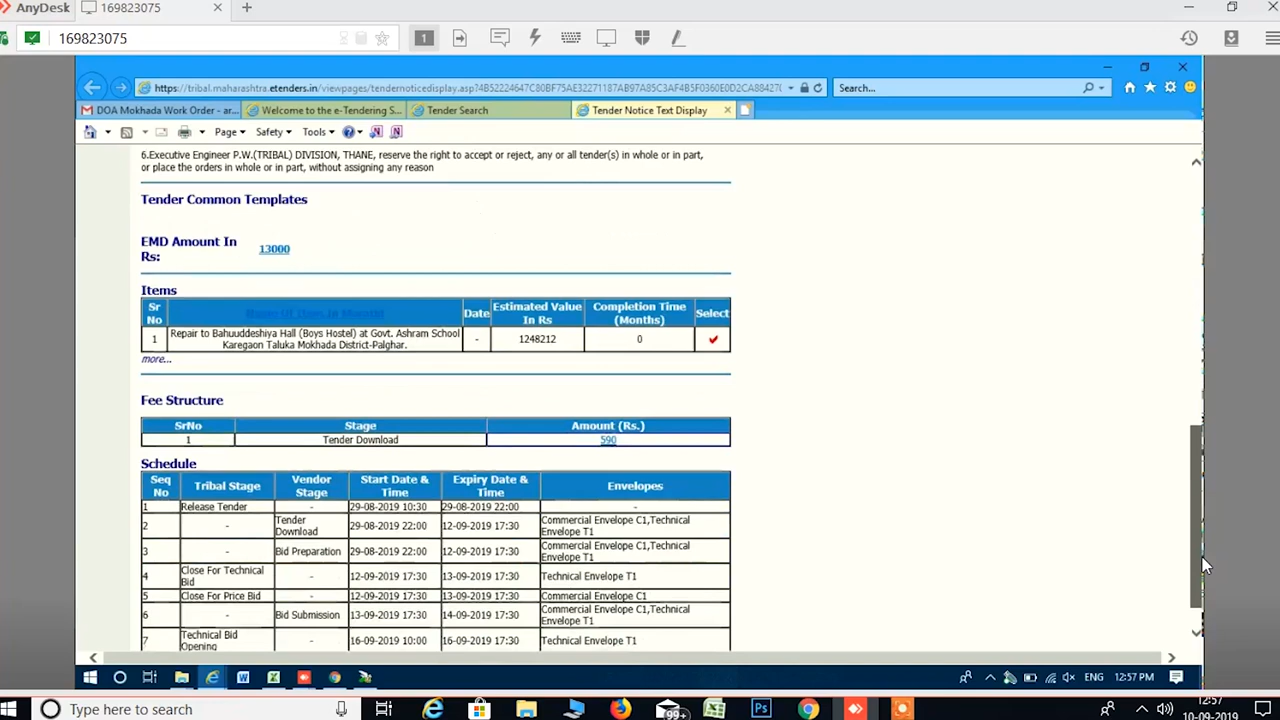 AnyDesk 169823075
169823075
1
https://tribal.maharashtra.etenders.in/viewpages/tendernoticedisplay.asp?
Search...
DOA Mokhada Work Order - ar...
Welcome to the e-Tendering S...
Tender Search
Tender Notice Text Display
Page Safety Tools
6.Executive Engineer P.W.(TRIBAL) DIVISION, THANE, reserve the right to accept or reject, any or all tender(s) in whole or in part,
or place the orders in whole or in part, without assigning any reason
Tender Common Templates
EMD Amount In
Rs:
13000
Items
Sr
No
Date
Estimated Value
In Rs
Completion Time
(Months)
Select
1
Repair to Bahuuddeshiya Hall (Boys Hostel) at Govt. Ashram School
Karegaon Taluka Mokhada District-Palghar.
-
1248212
0
more...
Fee Structure
SrNo Stage Amount (Rs.)
1 Tender Download 590
Schedule
Seq
No
Tribal Stage
Vendor
Stage
Start Date &
Time
Expiry Date &
Time
Envelopes
1 Release Tender - 29-08-2019 10:30 29-08-2019 22:00 -
2 -
Tender
Download
29-08-2019 22:00 12-09-2019 17:30
Commercial Envelope C1,Technical
Envelope T1
3 - Bid Preparation 29-08-2019 22:00 12-09-2019 17:30
Commercial Envelope C1,Technical
Envelope T1
4
Close For Technical
Bid
- 12-09-2019 17:30 13-09-2019 17:30 Technical Envelope T1
5 Close For Price Bid - 12-09-2019 17:30 13-09-2019 17:30 Commercial Envelope C1
6 - Bid Submission 13-09-2019 17:30 14-09-2019 17:30
Commercial Envelope C1,Technical
Envelope T1
7
Technical Bid
Opening
- 16-09-2019 10:00 16-09-2019 17:30 Technical Envelope T1
ENG 12:57 PM
Type here to search
99+
12:57
10-09-2019